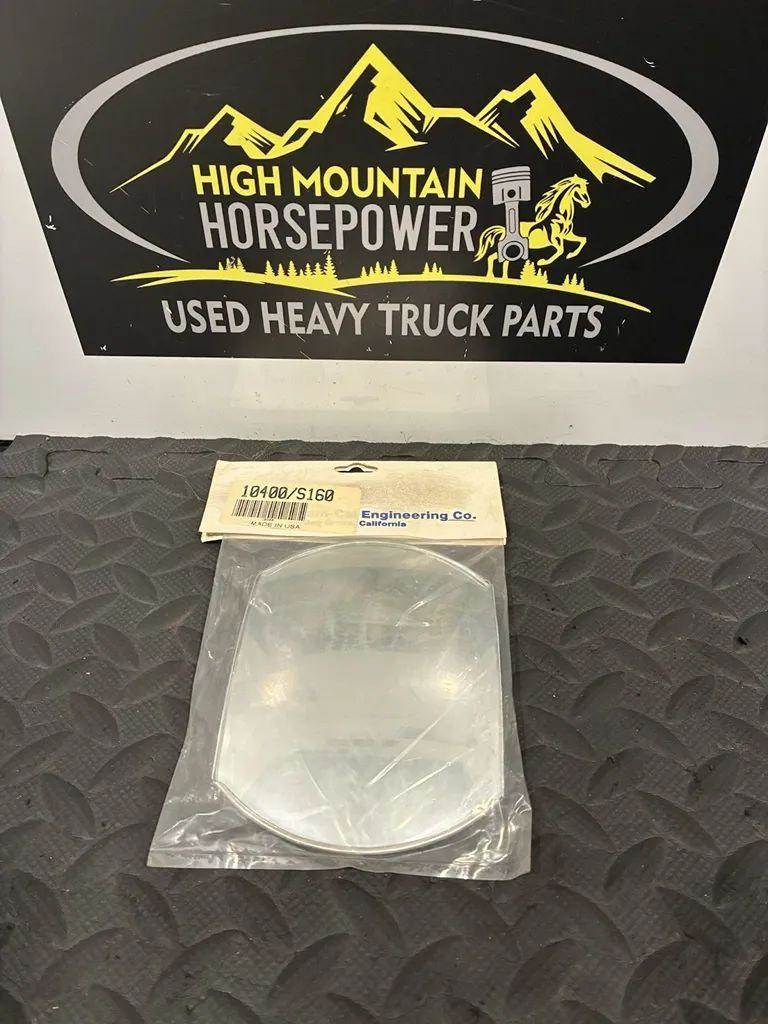 HIGH MOUNTAIN
HORSEPOWER
USED HEAVY TRUCK PARTS
10400/S160
MADE IN USA
Engineering Co.
California